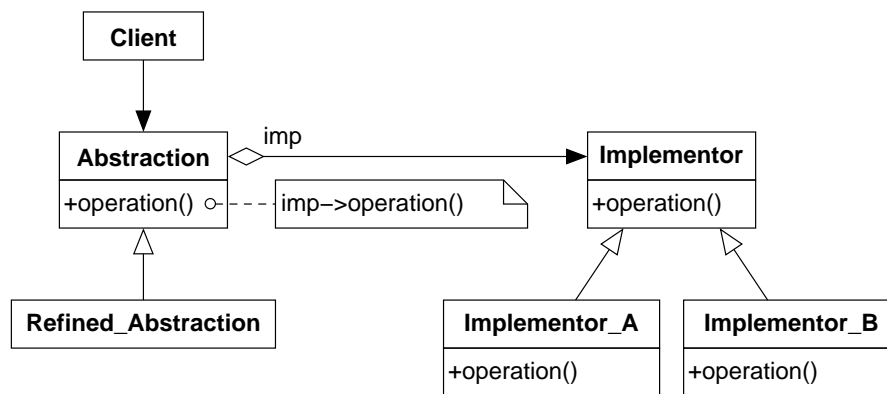 Client
imp
Abstraction
Implementor
+operation()
imp−>operation()
+operation()
Refined_Abstraction
Implementor_A
Implementor_B
+operation()
+operation()